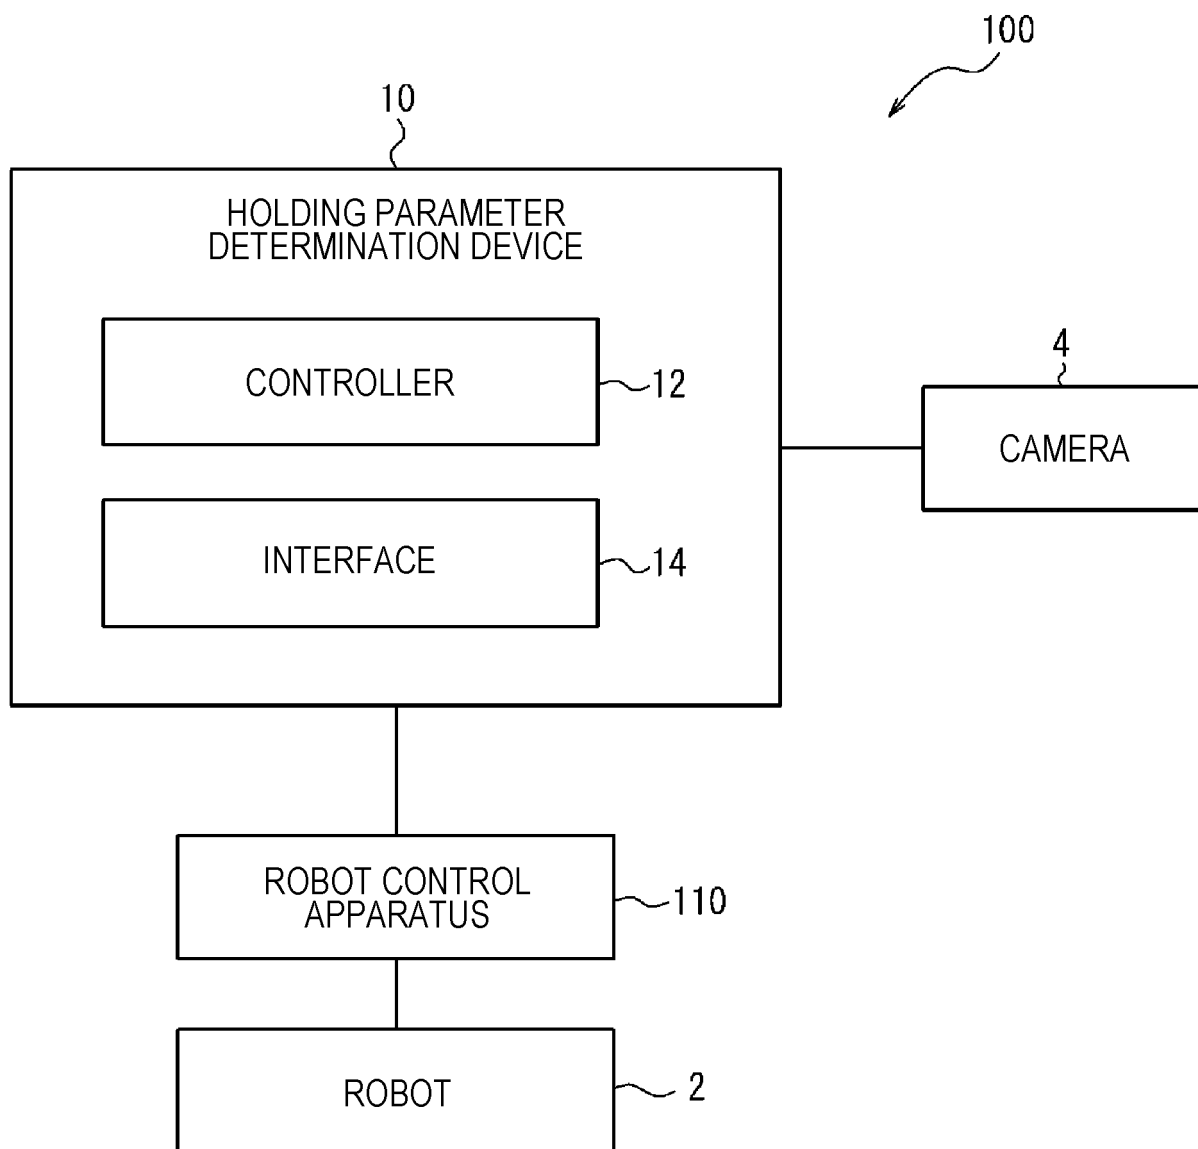 100
10
HOLDING PARAMETER
DETERMINATION DEVICE
CONTROLLER
12
4
CAMERA
INTERFACE
14
ROBOT CONTROL
APPARATUS
110
ROBOT
2